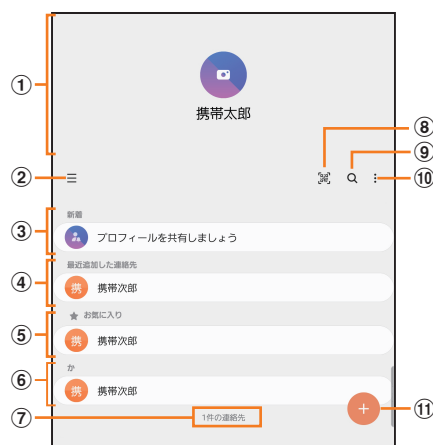 ①
携帯太郎
⑧
⑨
② ⑩
新着
③ プロフィールを共有しましょう
最近追加した連絡先
④ 携 携帯次郎
お気に入り
⑤ 携 携帯次郎
か
⑥ 携 携帯次郎
⑦ 1件の連絡先 ⑪